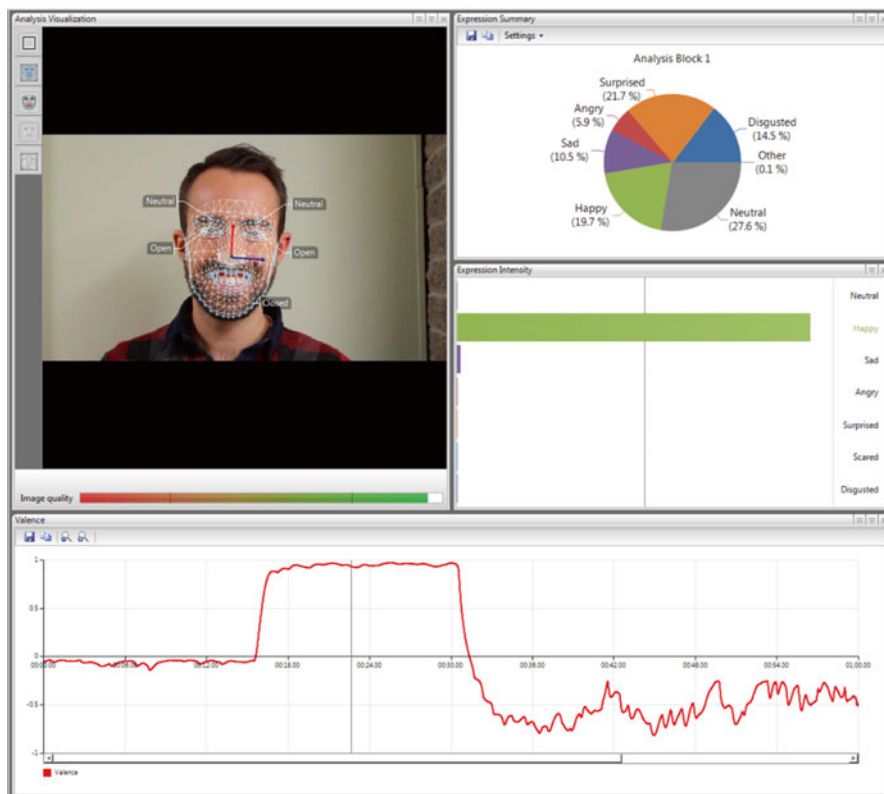 Analysis Visualization
Neutral
Neutral
Open
Open
Closed
Image quality
Expression Summary
Settings
Analysis Block 1
Surprised
(21.7 %)
Angry
(5.9 %)
Disgusted
(14.5 %)
Sad
(10.5 %)
Other
(0.1 %)
Happy
(19.7 %)
Neutral
(27.6 %)
Expression Intensity
Neutral
Happy
Sad
Angry
Surprised
Scared
Disgusted
Valence
1
0.5
0
00:00.00 00:06.00 00:12.00 00:18.00 00:24.00 00:30.00 00:36.00 00:42.00 00:48.00 00:54.00 01:00.00
-0.5
-1
Valence